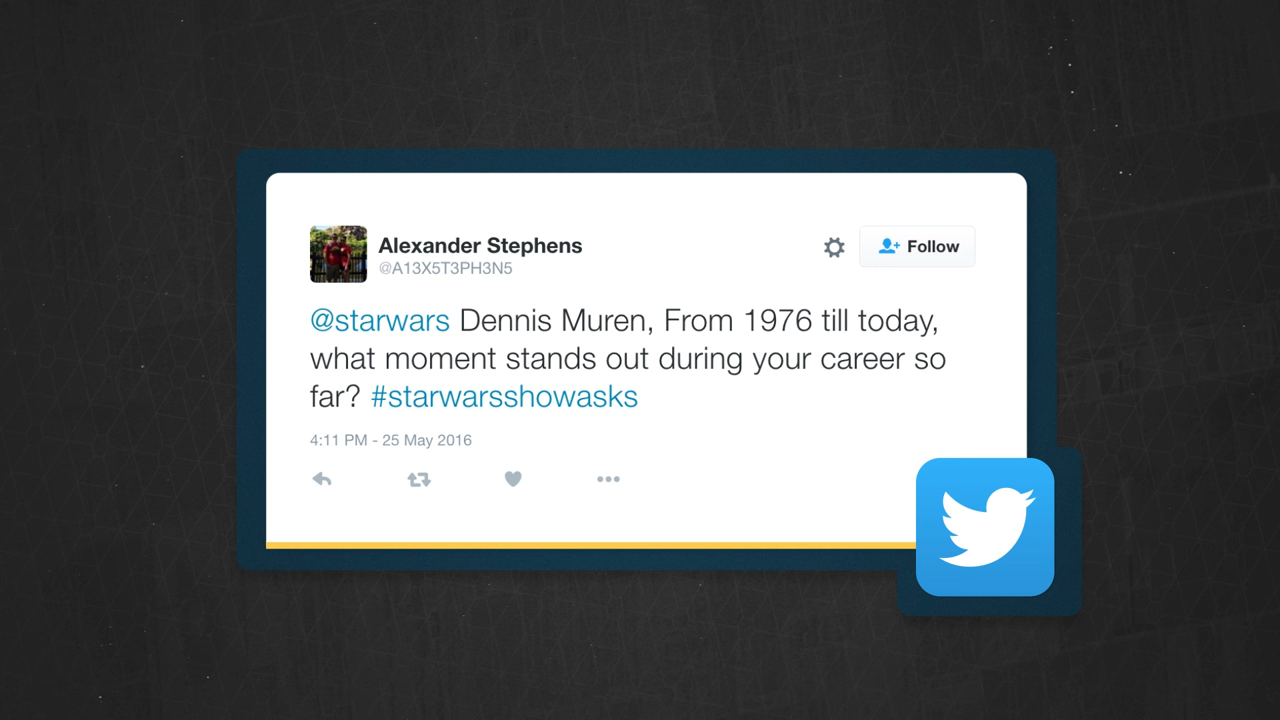 Alexander Stephens
@A13X5T3PH3N5
Follow
@starwars Dennis Muren, From 1976 till today,
what moment stands out during your career so
far? #starwarsshowasks
4:11 PM - 25 May 2016